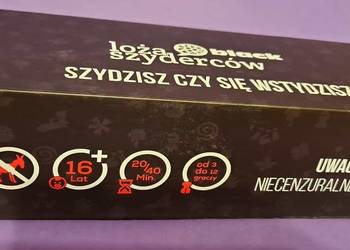 loża black
szyderców
SZYDZISZ CZY SIĘ WSTYDZISZ
16+
Lat
20/40
Min
od 3
do 12
graczy
UWAG
NIECENZURALN